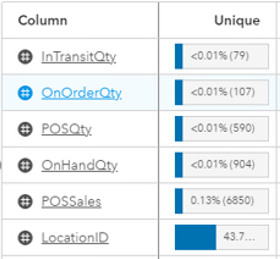 Column Unique
InTransitQty <0.01% (79)
OnOrderQty <0.01% (107)
POSQty <0.01% (590)
OnHandQty <0.01% (904)
POSSales 0.13% (6850)
LocationID 43.7...